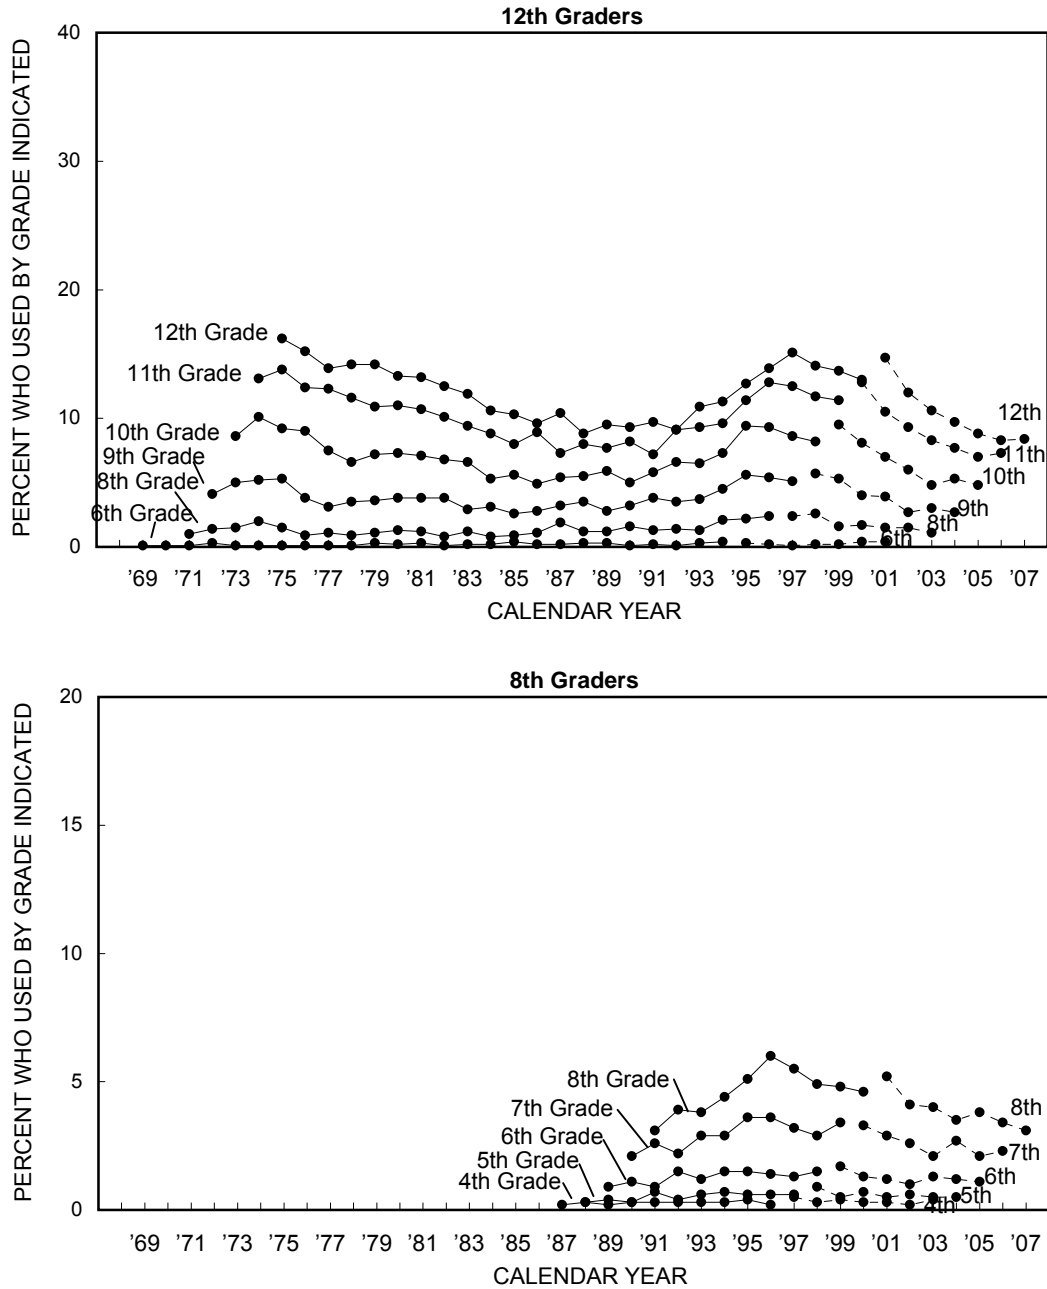 12th Graders
PERCENT WHO USED BY GRADE INDICATED
40
30
20
10
0
12th Grade
11th Grade
10th Grade
9th Grade
8th Grade
6th Grade
12th
11th
10th
9th
8th
6th
’69 ’71 ’73 ’75 ’77 ’79 ’81 ’83 ’85 ’87 ’89 ’91 ’93 ’95 ’97 ’99 ’01 ’03 ’05 ’07
CALENDAR YEAR
8th Graders
PERCENT WHO USED BY GRADE INDICATED
20
15
10
5
0
8th Grade
7th Grade
6th Grade
5th Grade
4th Grade
8th
7th
6th
5th
4th
’69 ’71 ’73 ’75 ’77 ’79 ’81 ’83 ’85 ’87 ’89 ’91 ’93 ’95 ’97 ’99 ’01 ’03 ’05 ’07
CALENDAR YEAR